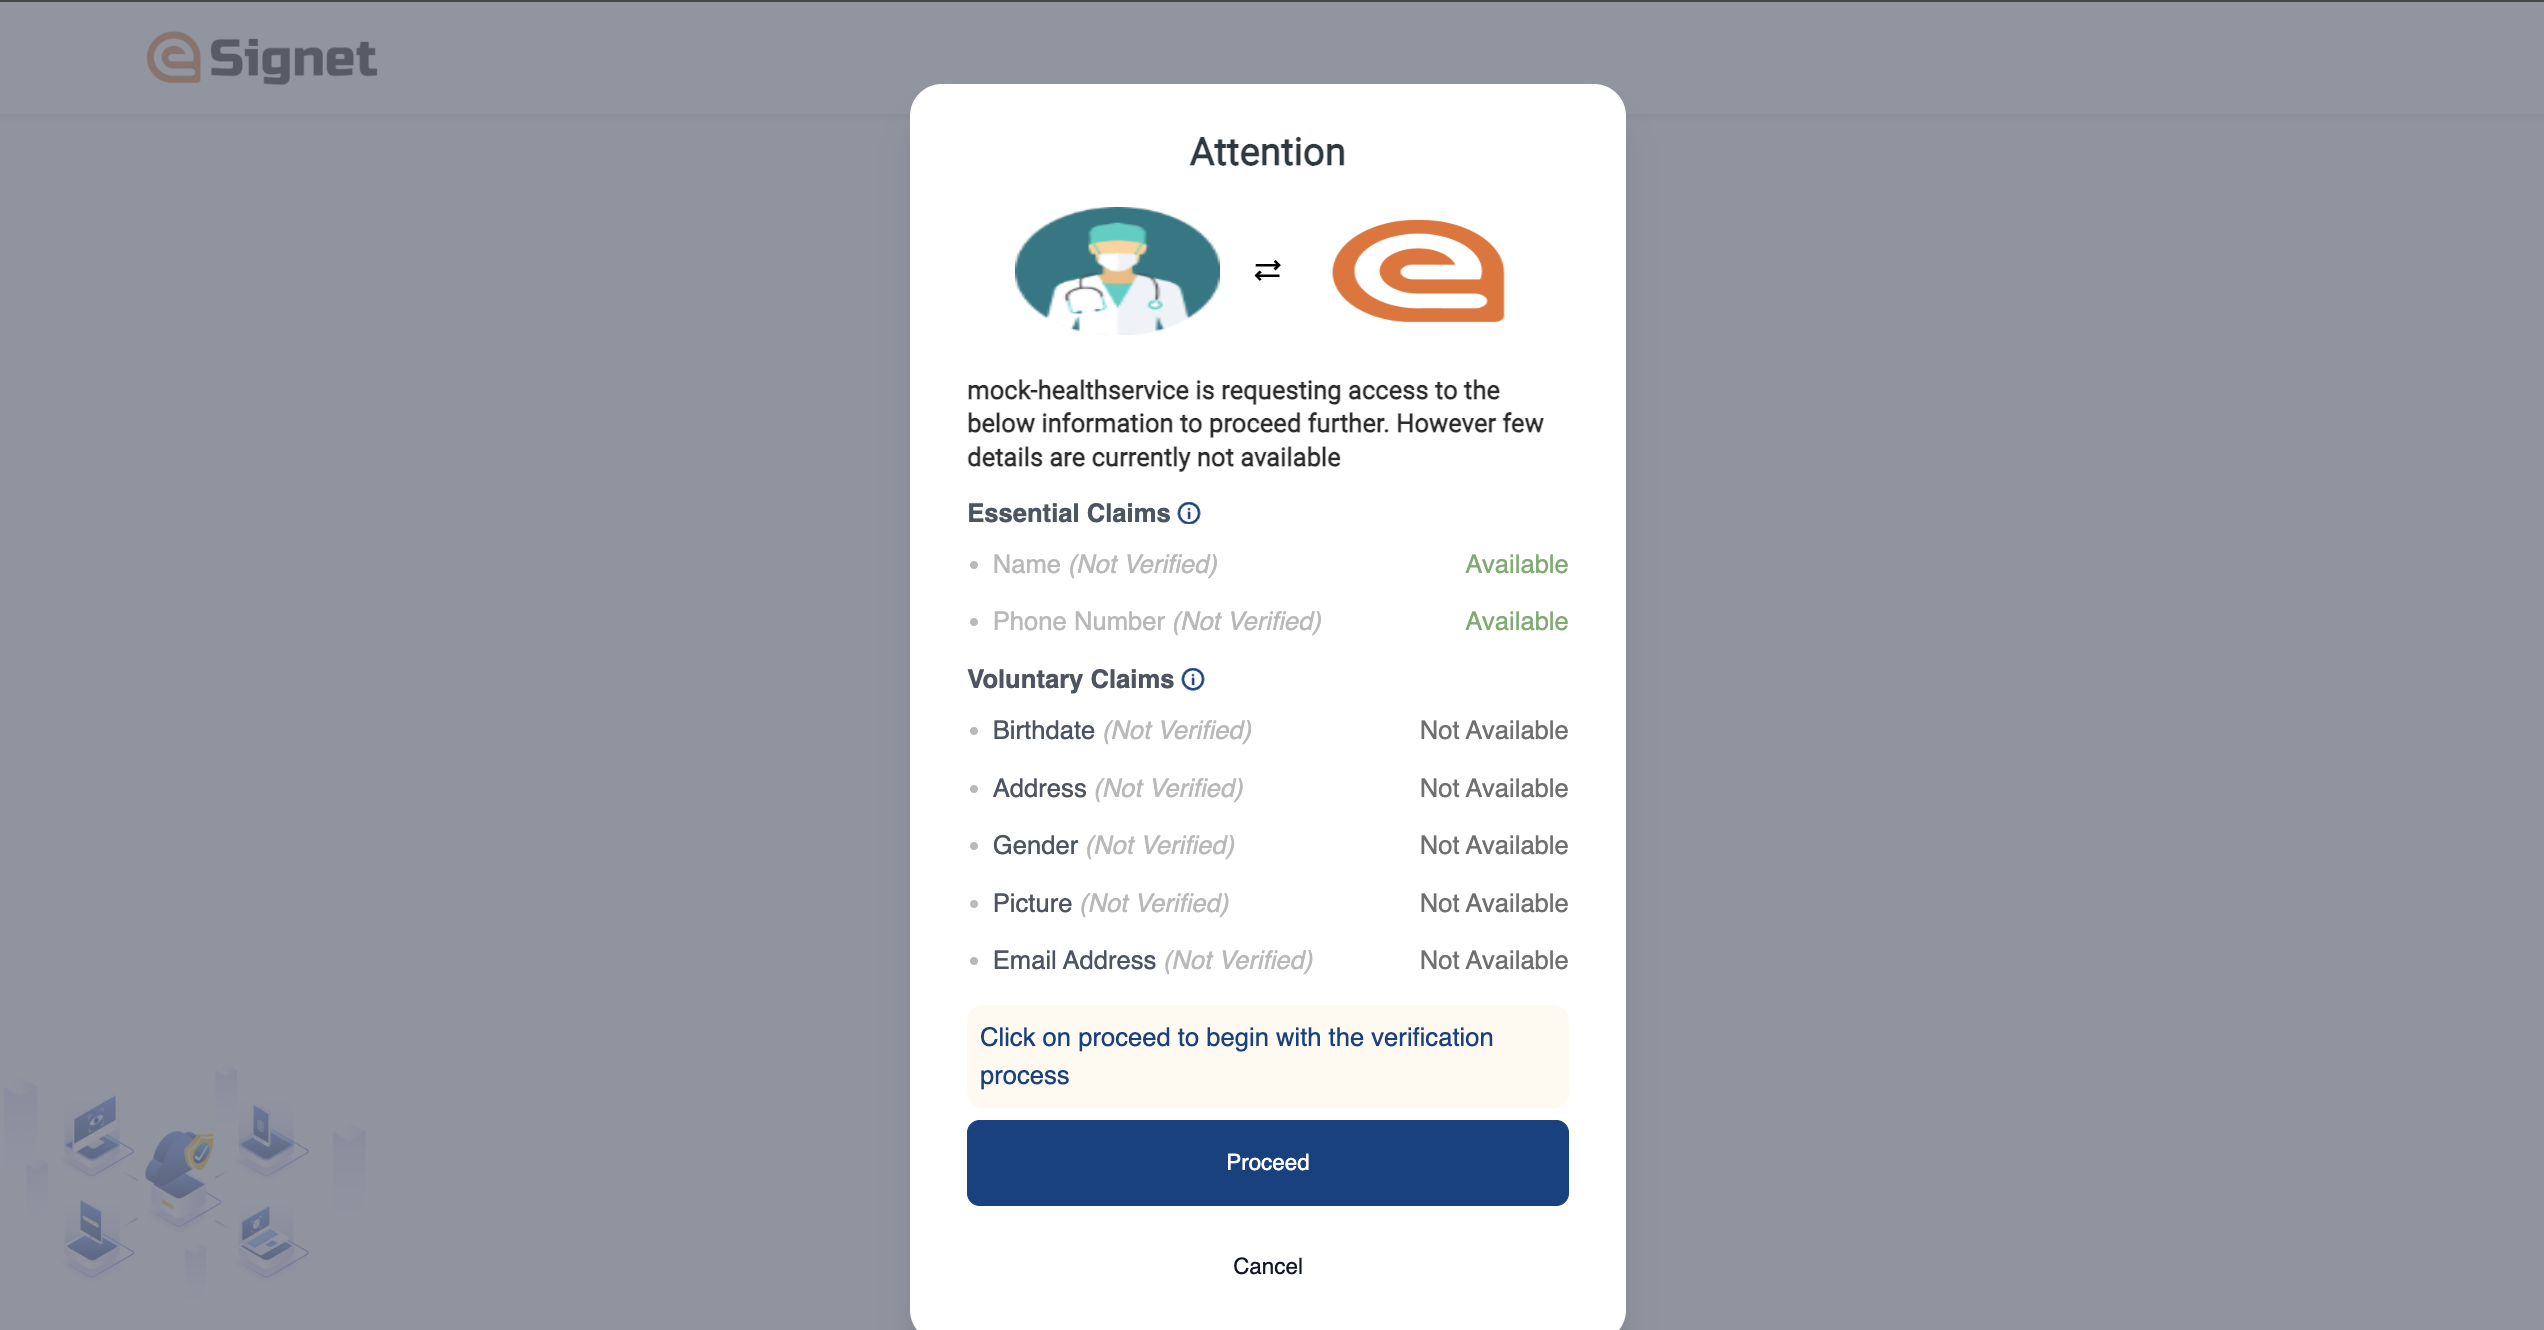 eSignet
Attention
mock-healthservice is requesting access to the
below information to proceed further. However few
details are currently not available
Essential Claims
Name (Not Verified) Available
Phone Number (Not Verified) Available
Voluntary Claims
Birthdate (Not Verified) Not Available
Address (Not Verified) Not Available
Gender (Not Verified) Not Available
Picture (Not Verified) Not Available
Email Address (Not Verified) Not Available
Click on proceed to begin with the verification
process
Proceed
Cancel